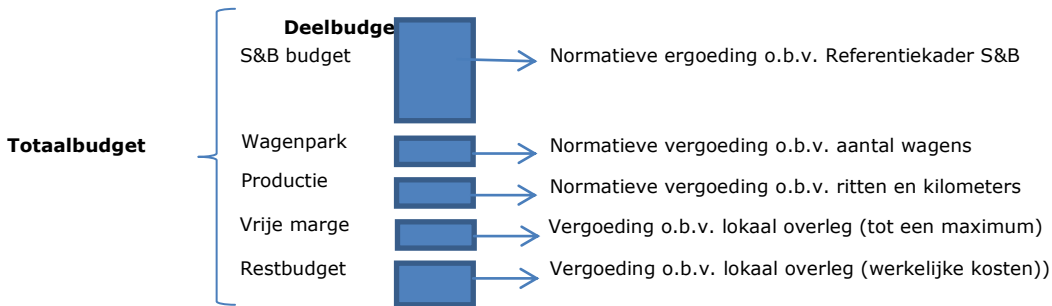 Deelbudge
S&B budget
Normatieve ergoeding o.b.v. Referentiekader S&B
Totaalbudget
Wagenpark
Normatieve vergoeding o.b.v. aantal wagens
Productie
Normatieve vergoeding o.b.v. ritten en kilometers
Vrije marge
Vergoeding o.b.v. lokaal overleg (tot een maximum)
Restbudget
Vergoeding o.b.v. lokaal overleg (werkelijke kosten))